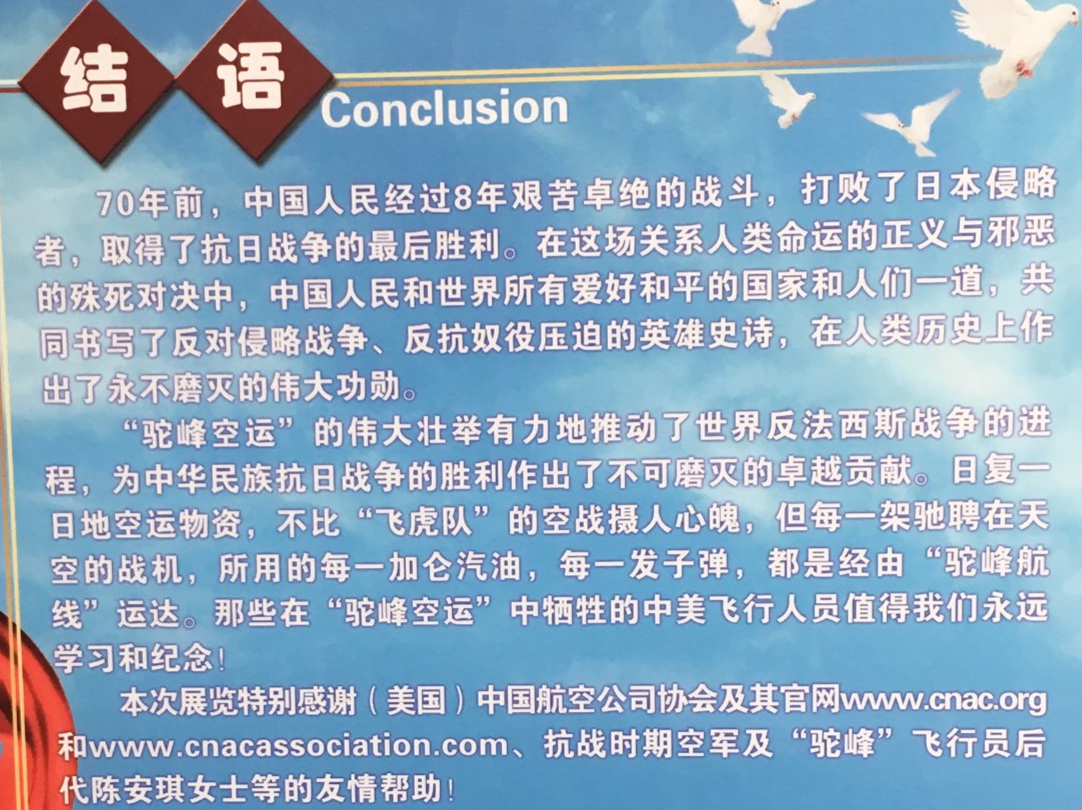 结语
Conclusion
70年前，中国人民经过8年艰苦卓绝的战斗，打败了日本侵略
者，取得了抗日战争的最后胜利。在这场关系人类命运的正义与邪恶
的殊死对决中，中国人民和世界所有爱好和平的国家和人们一道，共
同书写了反对侵略战争、反抗奴役压迫的英雄史诗，在人类历史上作
出了永不磨灭的伟大功勋。
“驼峰空运”的伟大壮举有力地推动了世界反法西斯战争的进
程，为中华民族抗日战争的胜利作出了不可磨灭的卓越贡献。日复一
日地空运物资，不比“飞虎队”的空战摄人心魄，但每一架驰聘在天
空的战机，所用的每一加仑汽油，每一发子弹，都是经由“驼峰航
线”运达。那些在“驼峰空运”中牺牲的中美飞行人员值得我们永远
学习和纪念！
本次展览特别感谢（美国）中国航空公司协会及其官网www.cnac.org
和www.cnacassociation.com、抗战时期空军及“驼峰”飞行员后
代陈安琪女士等的友情帮助！